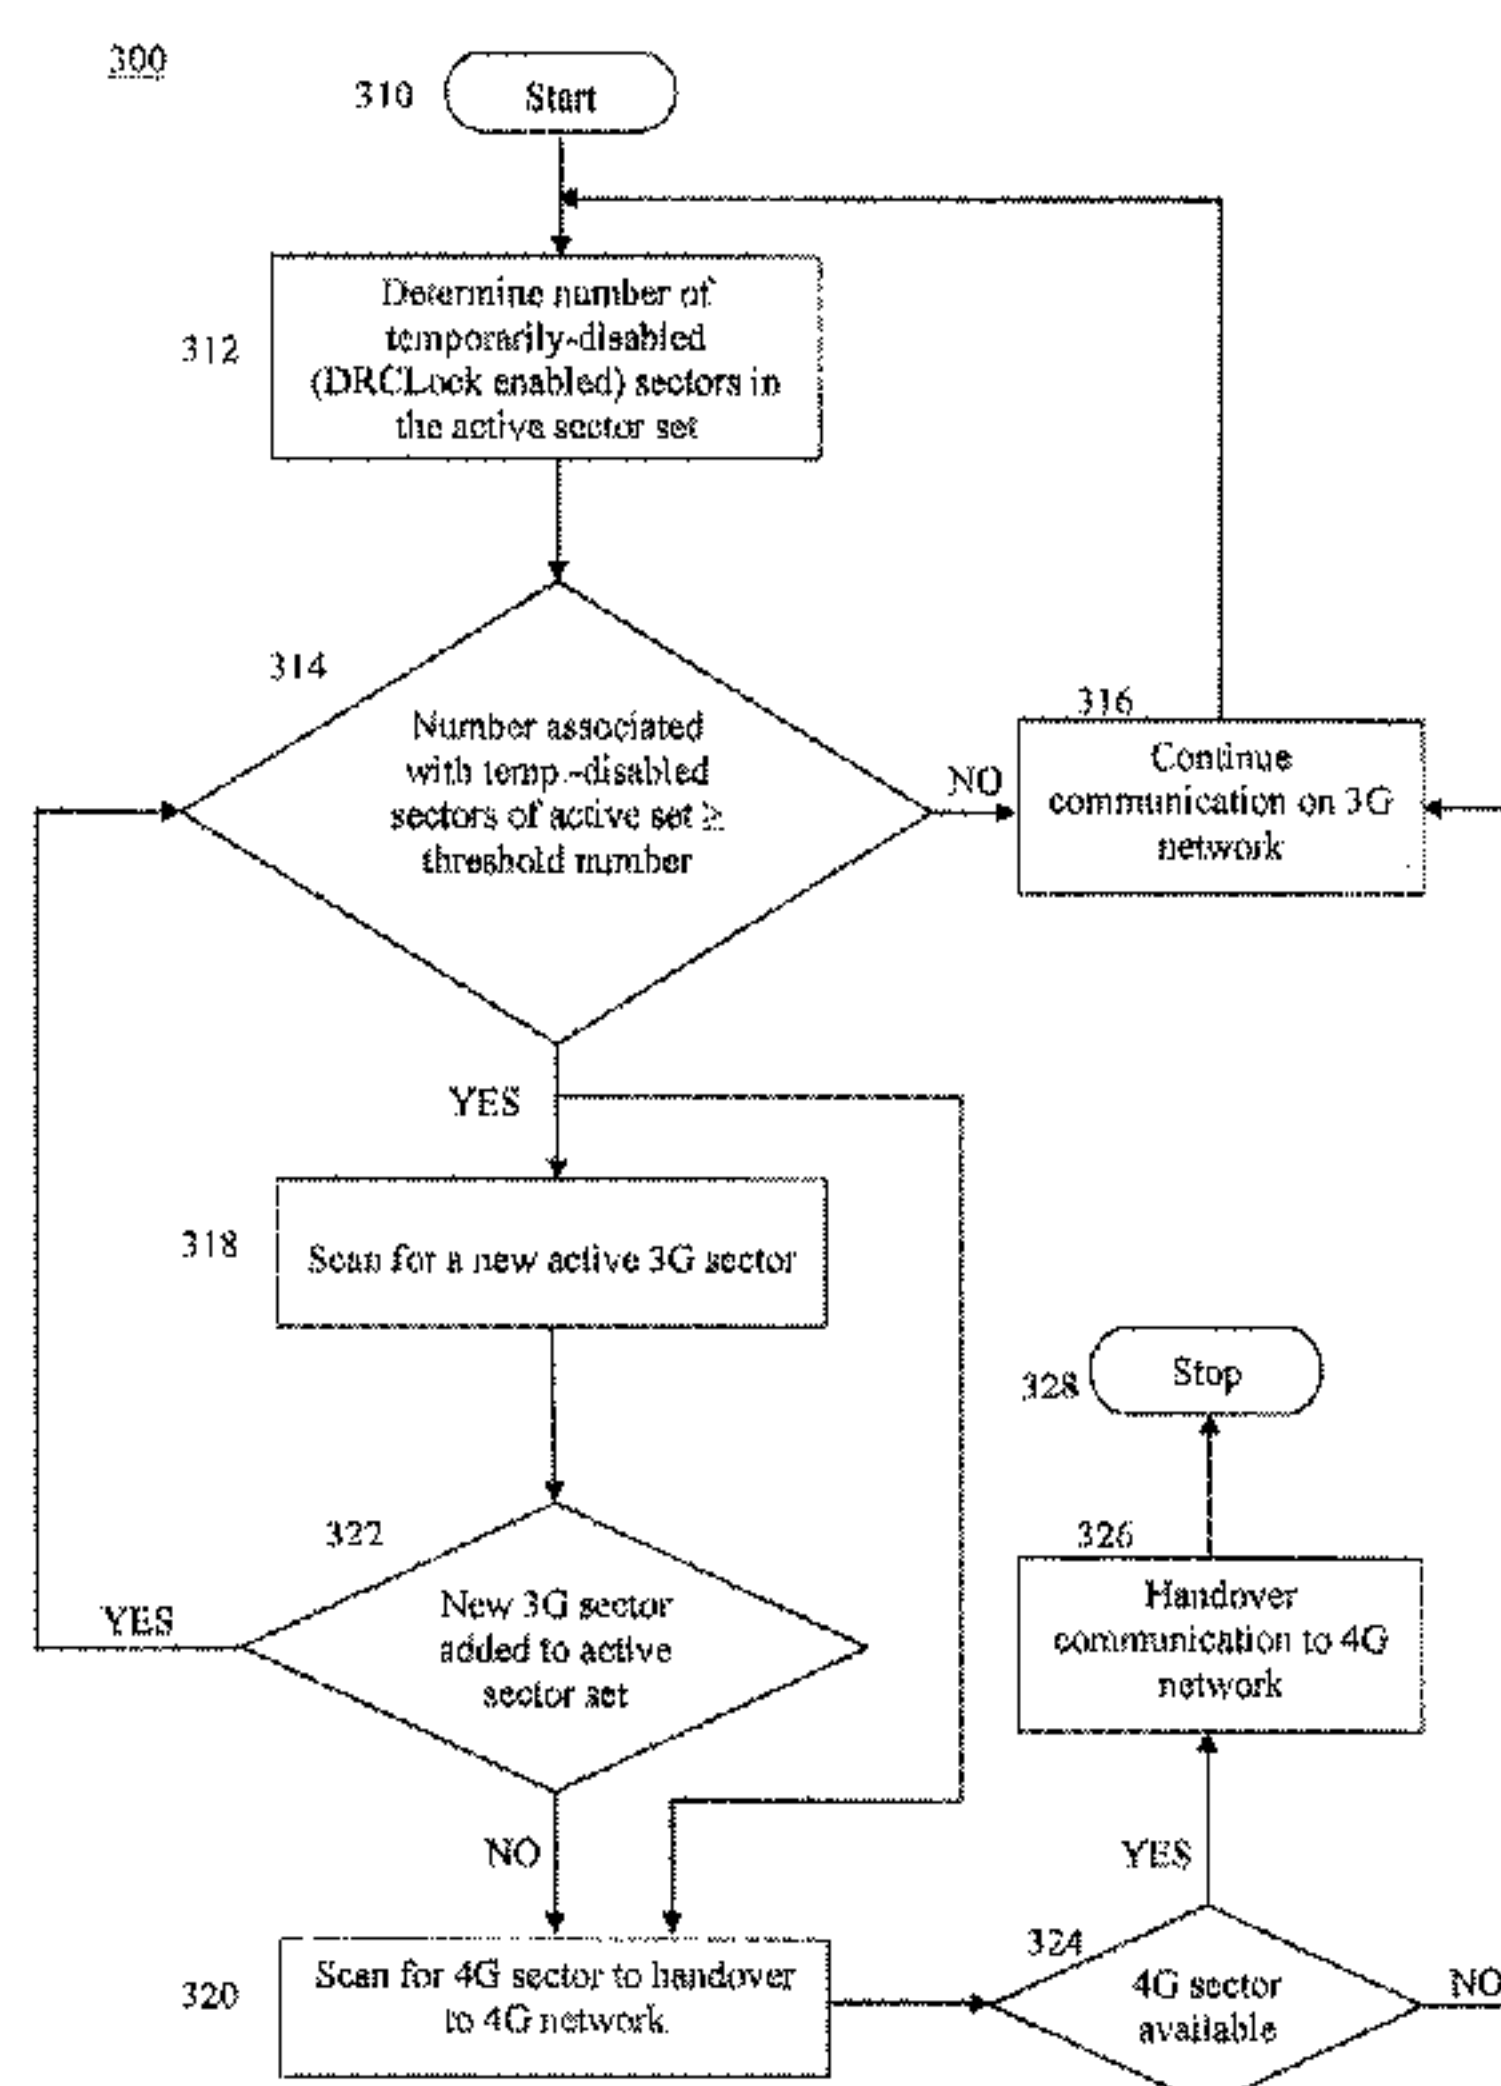 300
310
Start
312
Determine number of
temporarily-disabled
(DRCLock enabled) sectors in
the active sector set
314
Number associated
with temp.-disabled
sectors of active set ≥
threshold number
NO
316
Continue
communication on 3G
network
YES
318
Scan for a new active 3G sector
322
New 3G sector
added to active
sector set
YES
NO
320
Scan for 4G sector to handover
to 4G network.
324
4G sector
available
NO
YES
326
Handover
communication to 4G
network
328
Stop